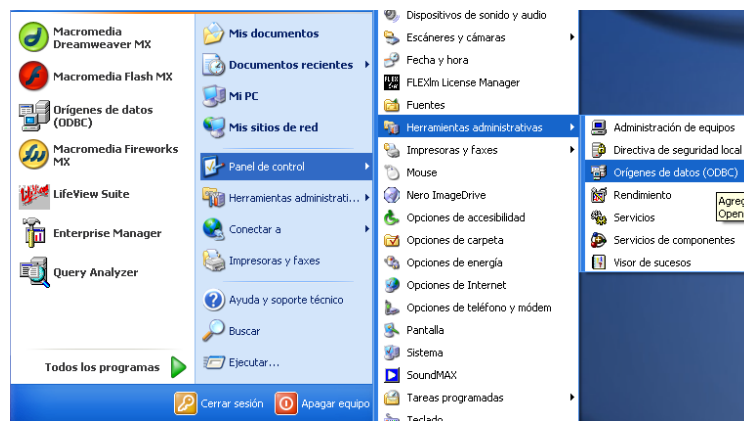 Macromedia
Dreamweaver MX
Macromedia Flash MX
Orígenes de datos
(ODBC)
Macromedia Fireworks
MX
LifeView Suite
Enterprise Manager
Query Analyzer
Todos los programas
Mis documentos
Documentos recientes
Mi PC
Mis sitios de red
Panel de control
Herramientas administrati...
Conectar a
Impresoras y faxes
Ayuda y soporte técnico
Buscar
Ejecutar...
Cerrar sesión
Apagar equipo
Dispositivos de sonido y audio
Escáneres y cámaras
Fecha y hora
FLEXlm License Manager
Fuentes
Herramientas administrativas
Impresoras y faxes
Mouse
Nero ImageDrive
Opciones de accesibilidad
Opciones de carpeta
Opciones de energía
Opciones de Internet
Opciones de teléfono y módem
Pantalla
Sistema
SoundMAX
Tareas programadas
Teclado
Administración de equipos
Directiva de seguridad local
Orígenes de datos (ODBC)
Rendimiento
Servicios
Servicios de componentes
Visor de sucesos
Agreg
Open